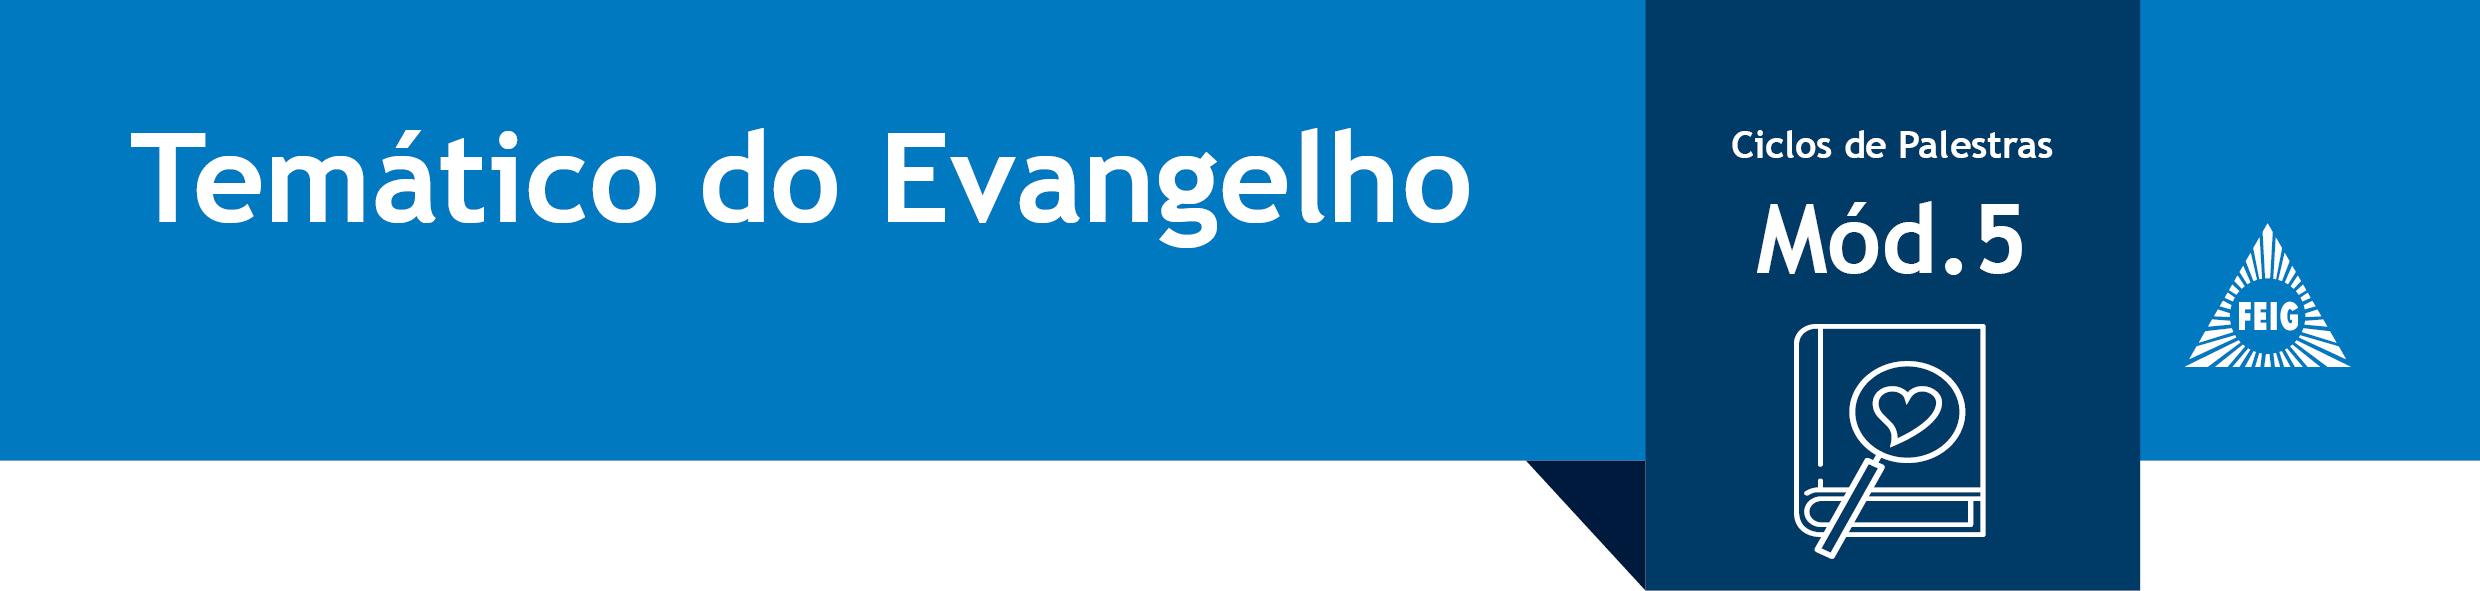 Temático do Evangelho
Ciclos de Palestras
Mód.5
FEIG